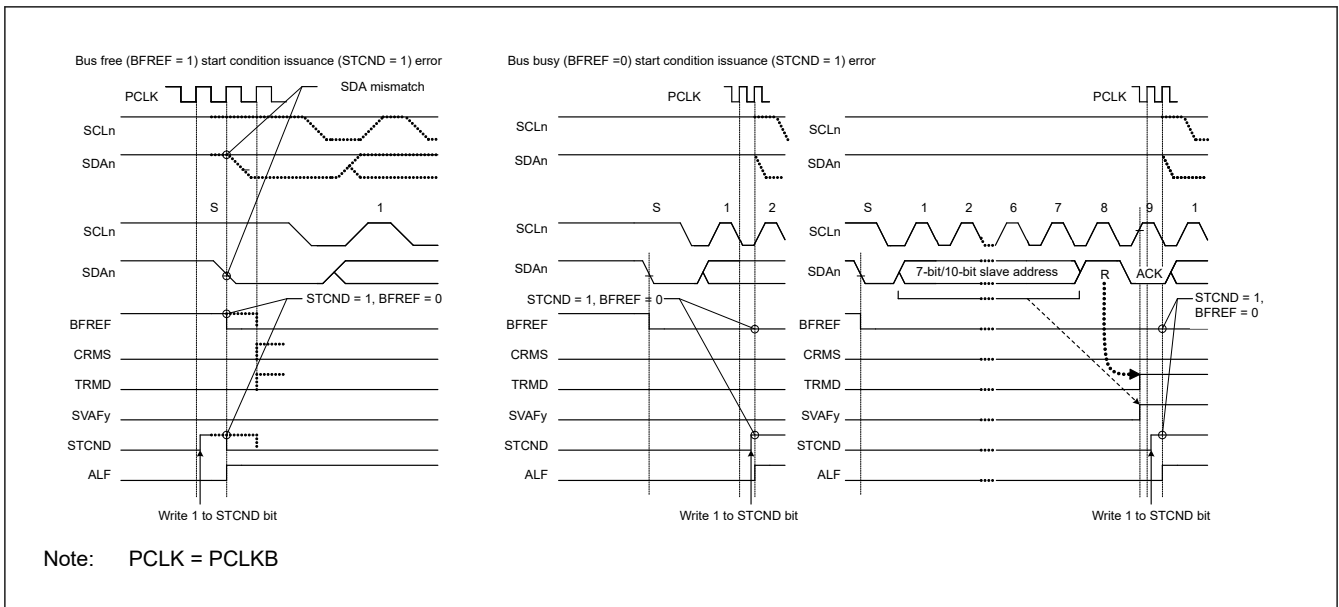 Bus free (BFREF = 1) start condition issuance (STCND = 1) error
PCLK
SDA mismatch
SCLn
SDAn
S 1
SCLn
SDAn
STCND = 1, BFREF = 0
BFREF
CRMS
TRMD
SVAFy
STCND
ALF
Write 1 to STCND bit
Bus busy (BFREF =0) start condition issuance (STCND = 1) error
PCLK
SCLn
SDAn
S 1 2
SCLn
SDAn
STCND = 1, BFREF = 0
BFREF
CRMS
TRMD
SVAFy
STCND
ALF
Write 1 to STCND bit
PCLK
SCLn
SDAn
S 1 2 6 7 8 9 1
SCLn
SDAn 7-bit/10-bit slave address R ACK
STCND = 1,
BFREF = 0
BFREF
CRMS
TRMD
SVAFy
STCND
ALF
Write 1 to STCND bit
Note: PCLK = PCLKB